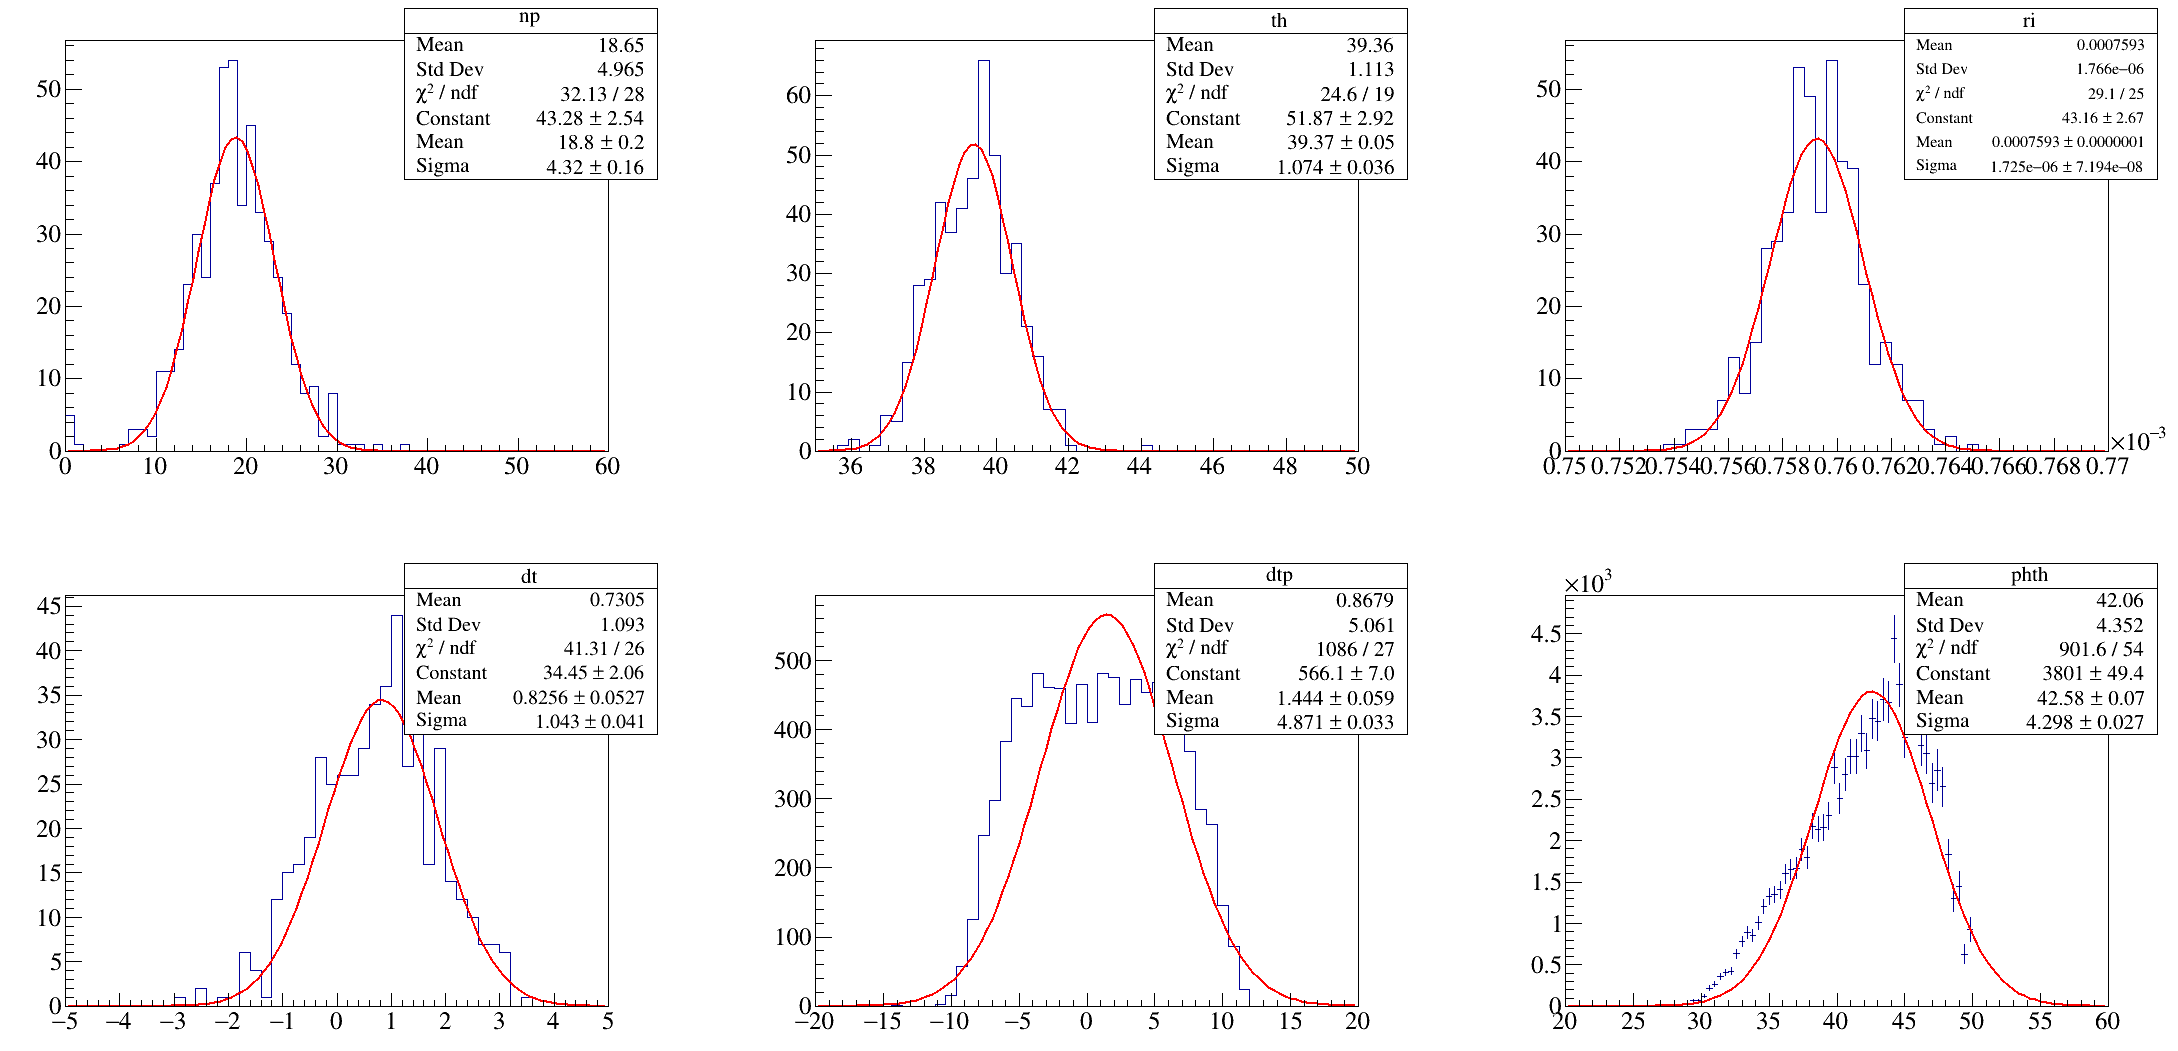 np
Mean 18.65
Std Dev 4.965
χ² / ndf 32.13 / 28
Constant 43.28 ± 2.54
Mean 18.8 ± 0.2
Sigma 4.32 ± 0.16
50
40
30
20
10
0
0 10 20 30 40 50 60
th
Mean 39.36
Std Dev 1.113
χ² / ndf 24.6 / 19
Constant 51.87 ± 2.92
Mean 39.37 ± 0.05
Sigma 1.074 ± 0.036
60
50
40
30
20
10
0
36 38 40 42 44 46 48 50
ri
Mean 0.0007593
Std Dev 1.766e−06
χ² / ndf 29.1 / 25
Constant 43.16 ± 2.67
Mean 0.0007593 ± 0.0000001
Sigma 1.725e−06 ± 7.194e−08
50
40
30
20
10
0
0.75 0.752 0.754 0.756 0.758 0.76 0.762 0.764 0.766 0.768 0.77
×10⁻³
dt
Mean 0.7305
Std Dev 1.093
χ² / ndf 41.31 / 26
Constant 34.45 ± 2.06
Mean 0.8256 ± 0.0527
Sigma 1.043 ± 0.041
45
40
35
30
25
20
15
10
5
0
−5 −4 −3 −2 −1 0 1 2 3 4 5
dtp
Mean 0.8679
Std Dev 5.061
χ² / ndf 1086 / 27
Constant 566.1 ± 7.0
Mean 1.444 ± 0.059
Sigma 4.871 ± 0.033
500
400
300
200
100
0
−20 −15 −10 −5 0 5 10 15 20
phth
Mean 42.06
Std Dev 4.352
χ² / ndf 901.6 / 54
Constant 3801 ± 49.4
Mean 42.58 ± 0.07
Sigma 4.298 ± 0.027
×10³
4.5
4
3.5
3
2.5
2
1.5
1
0.5
0
20 25 30 35 40 45 50 55 60